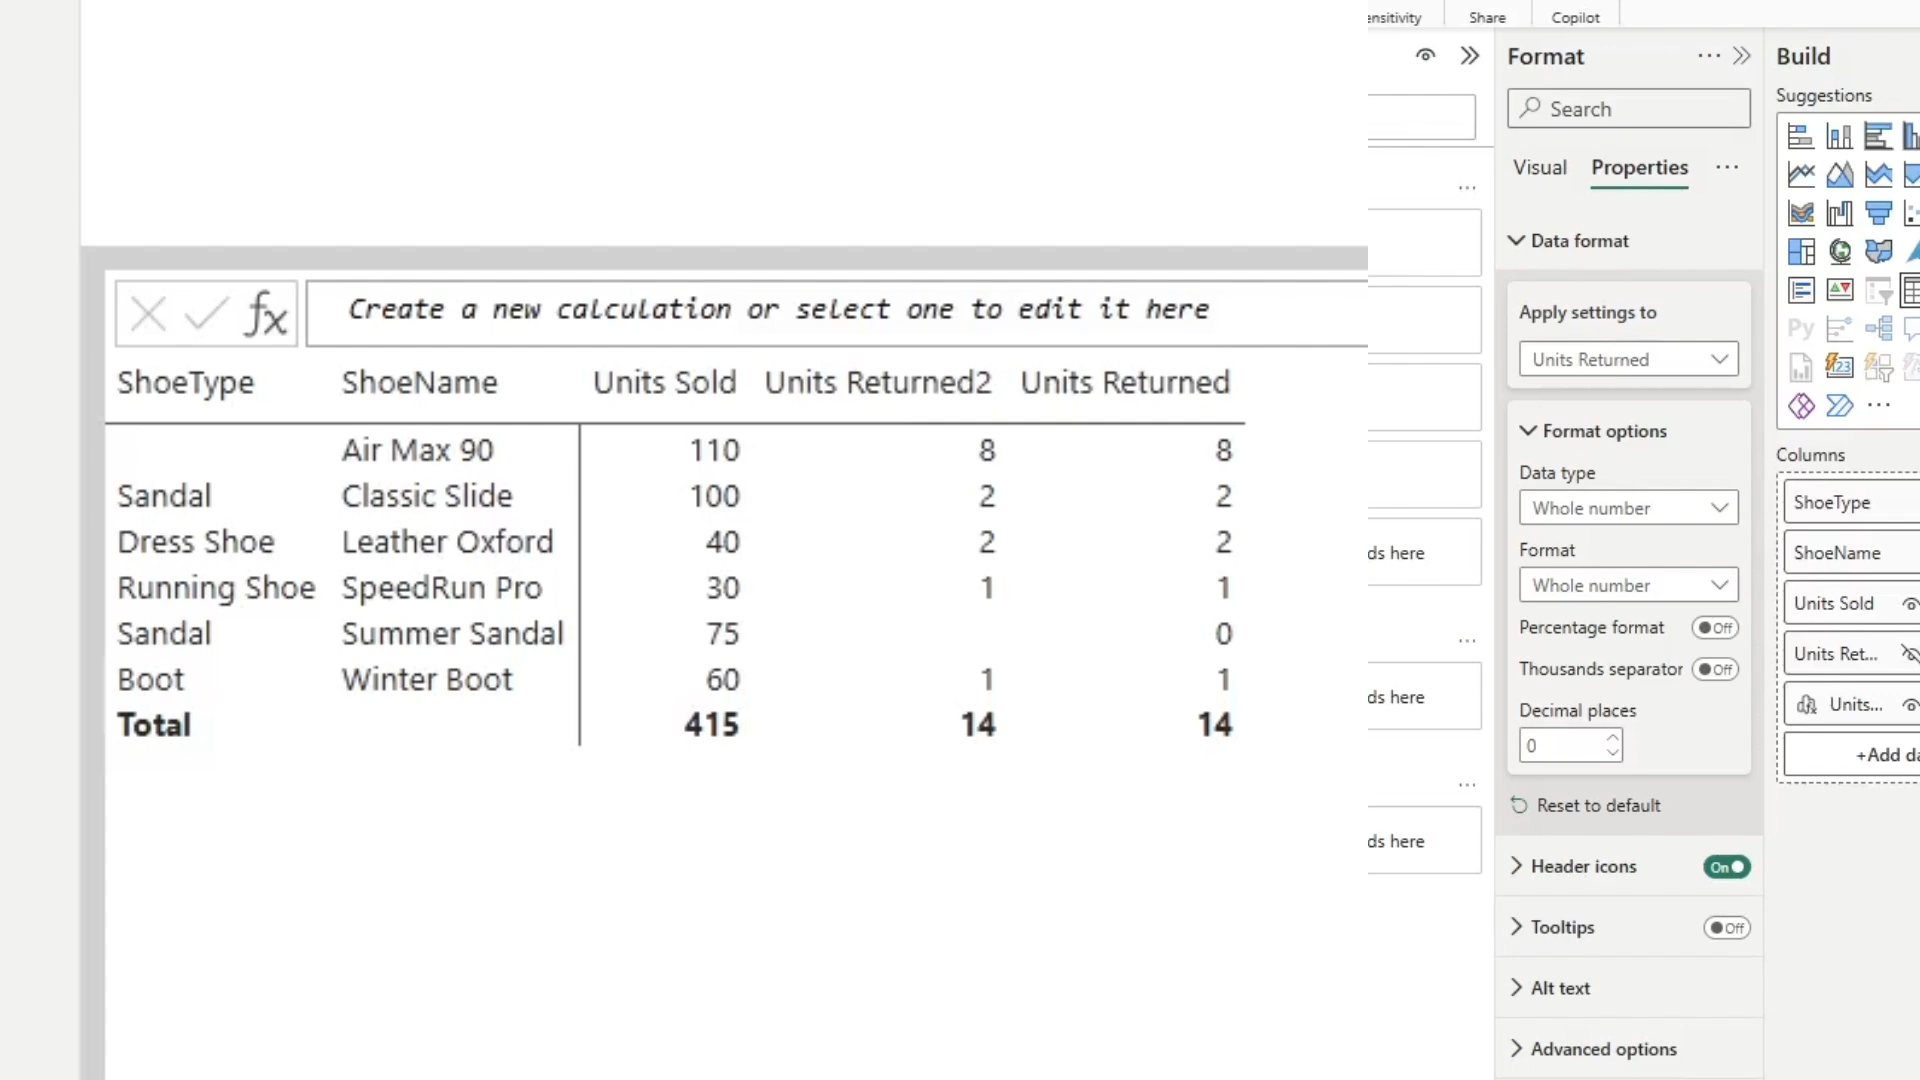 ensitivity Share Copilot
Format
Build
Search
Suggestions
Visual Properties
Data format
Apply settings to
Units Returned
Format options
Data type
Whole number
Format
Whole number
Percentage format Off
Thousands separator Off
Decimal places
0
Reset to default
Header icons On
Tooltips Off
Alt text
Advanced options
Py
123
Columns
ShoeType
ShoeName
Units Sold
Units Ret...
Units...
+Add da
ds here
ds here
ds here
fx Create a new calculation or select one to edit it here
ShoeType ShoeName Units Sold Units Returned2 Units Returned
Air Max 90 110 8 8
Sandal Classic Slide 100 2 2
Dress Shoe Leather Oxford 40 2 2
Running Shoe SpeedRun Pro 30 1 1
Sandal Summer Sandal 75 0
Boot Winter Boot 60 1 1
Total 415 14 14